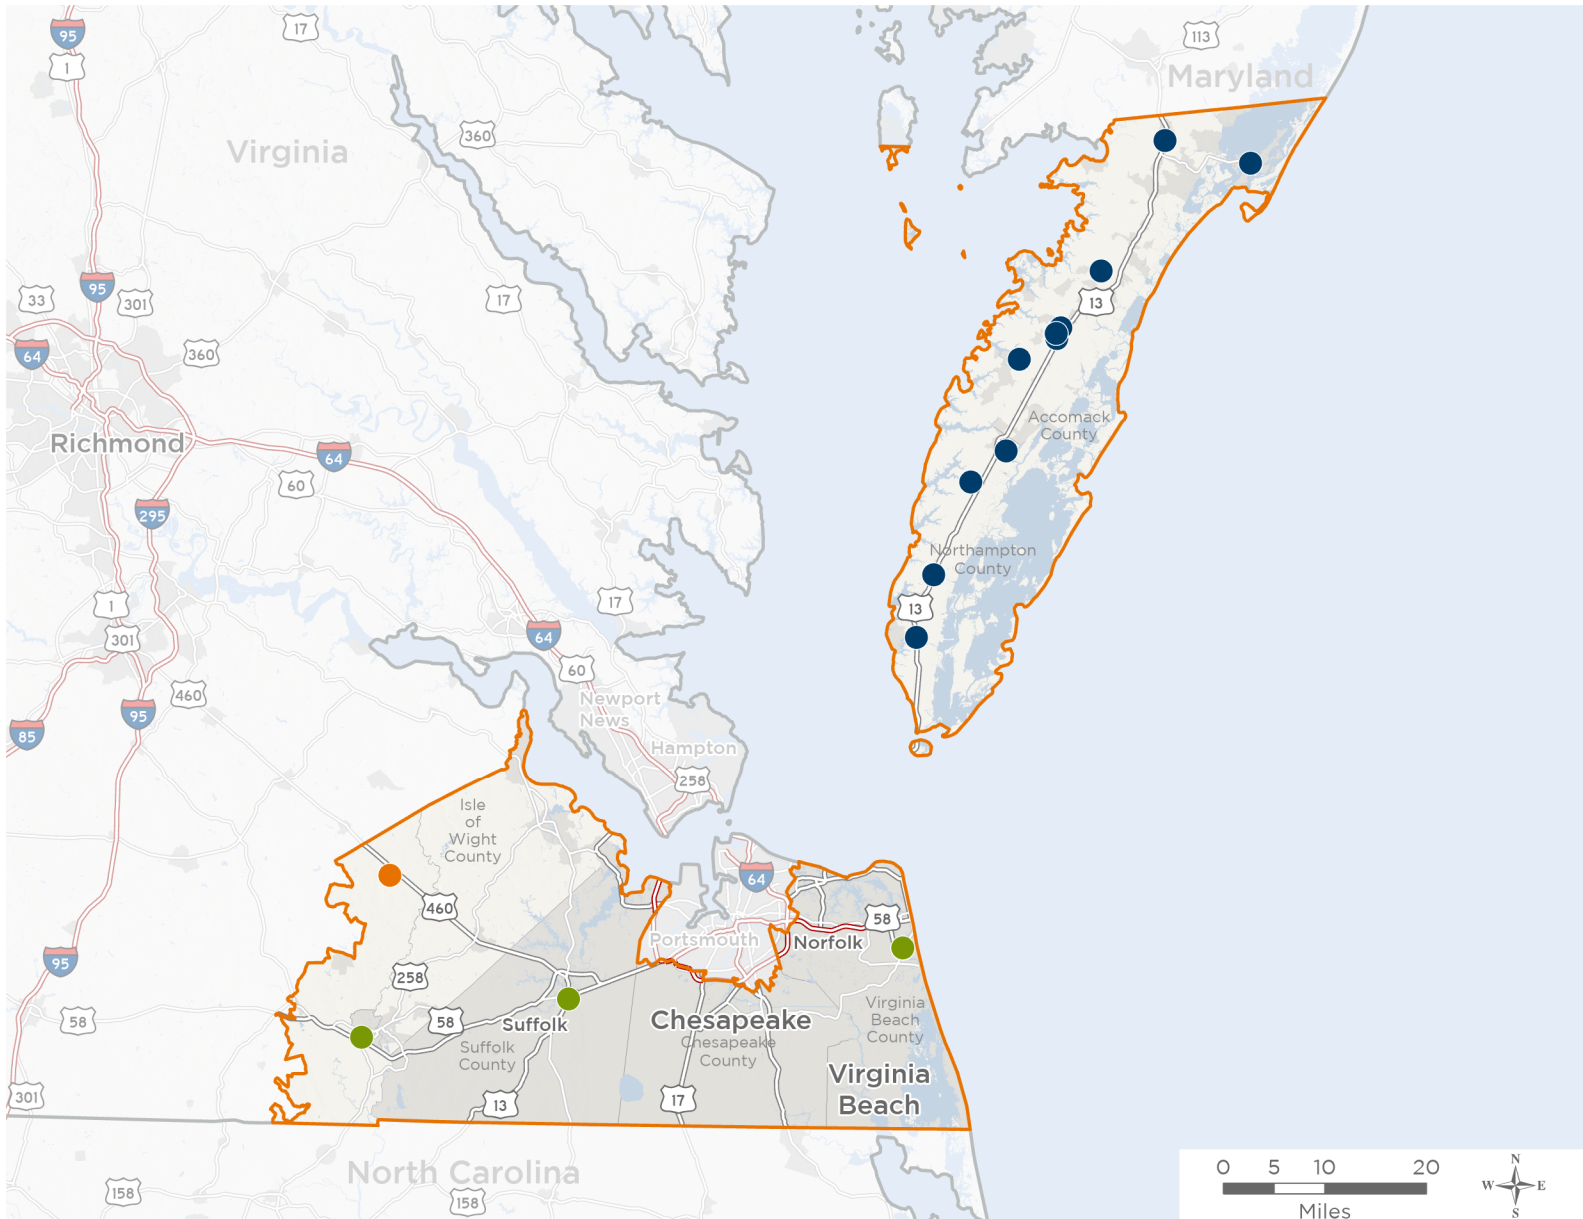 95
17
113
1
Maryland
360
Virginia
95
33
301
17
13
64
360
Accomack
County
Richmond
64
60
295
Northampton
County
1
17
13
301
64
60
460
Newport
News
95
85
Hampton
258
Isle
of
Wight
County
64
460
58
Portsmouth
Norfolk
95
258
Virginia
Beach
County
58
58
Suffolk
Chesapeake
Chesapeake
County
Suffolk
County
Virginia
Beach
301
13
17
North Carolina
158
158
0 5 10 20
Miles
N
W E
S